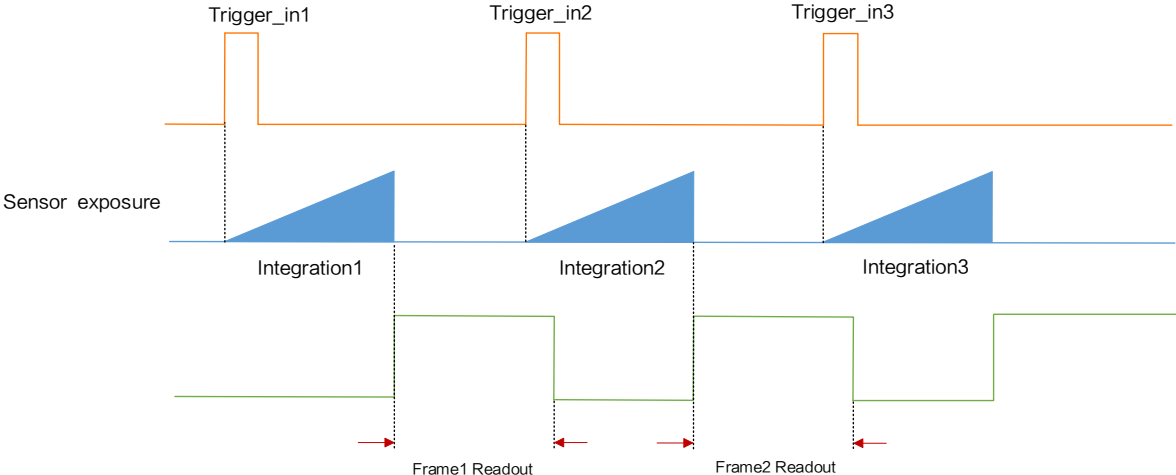 Trigger_in1
Trigger_in2
Trigger_in3
Sensor exposure
Integration1
Integration2
Integration3
Frame1 Readout
Frame2 Readout